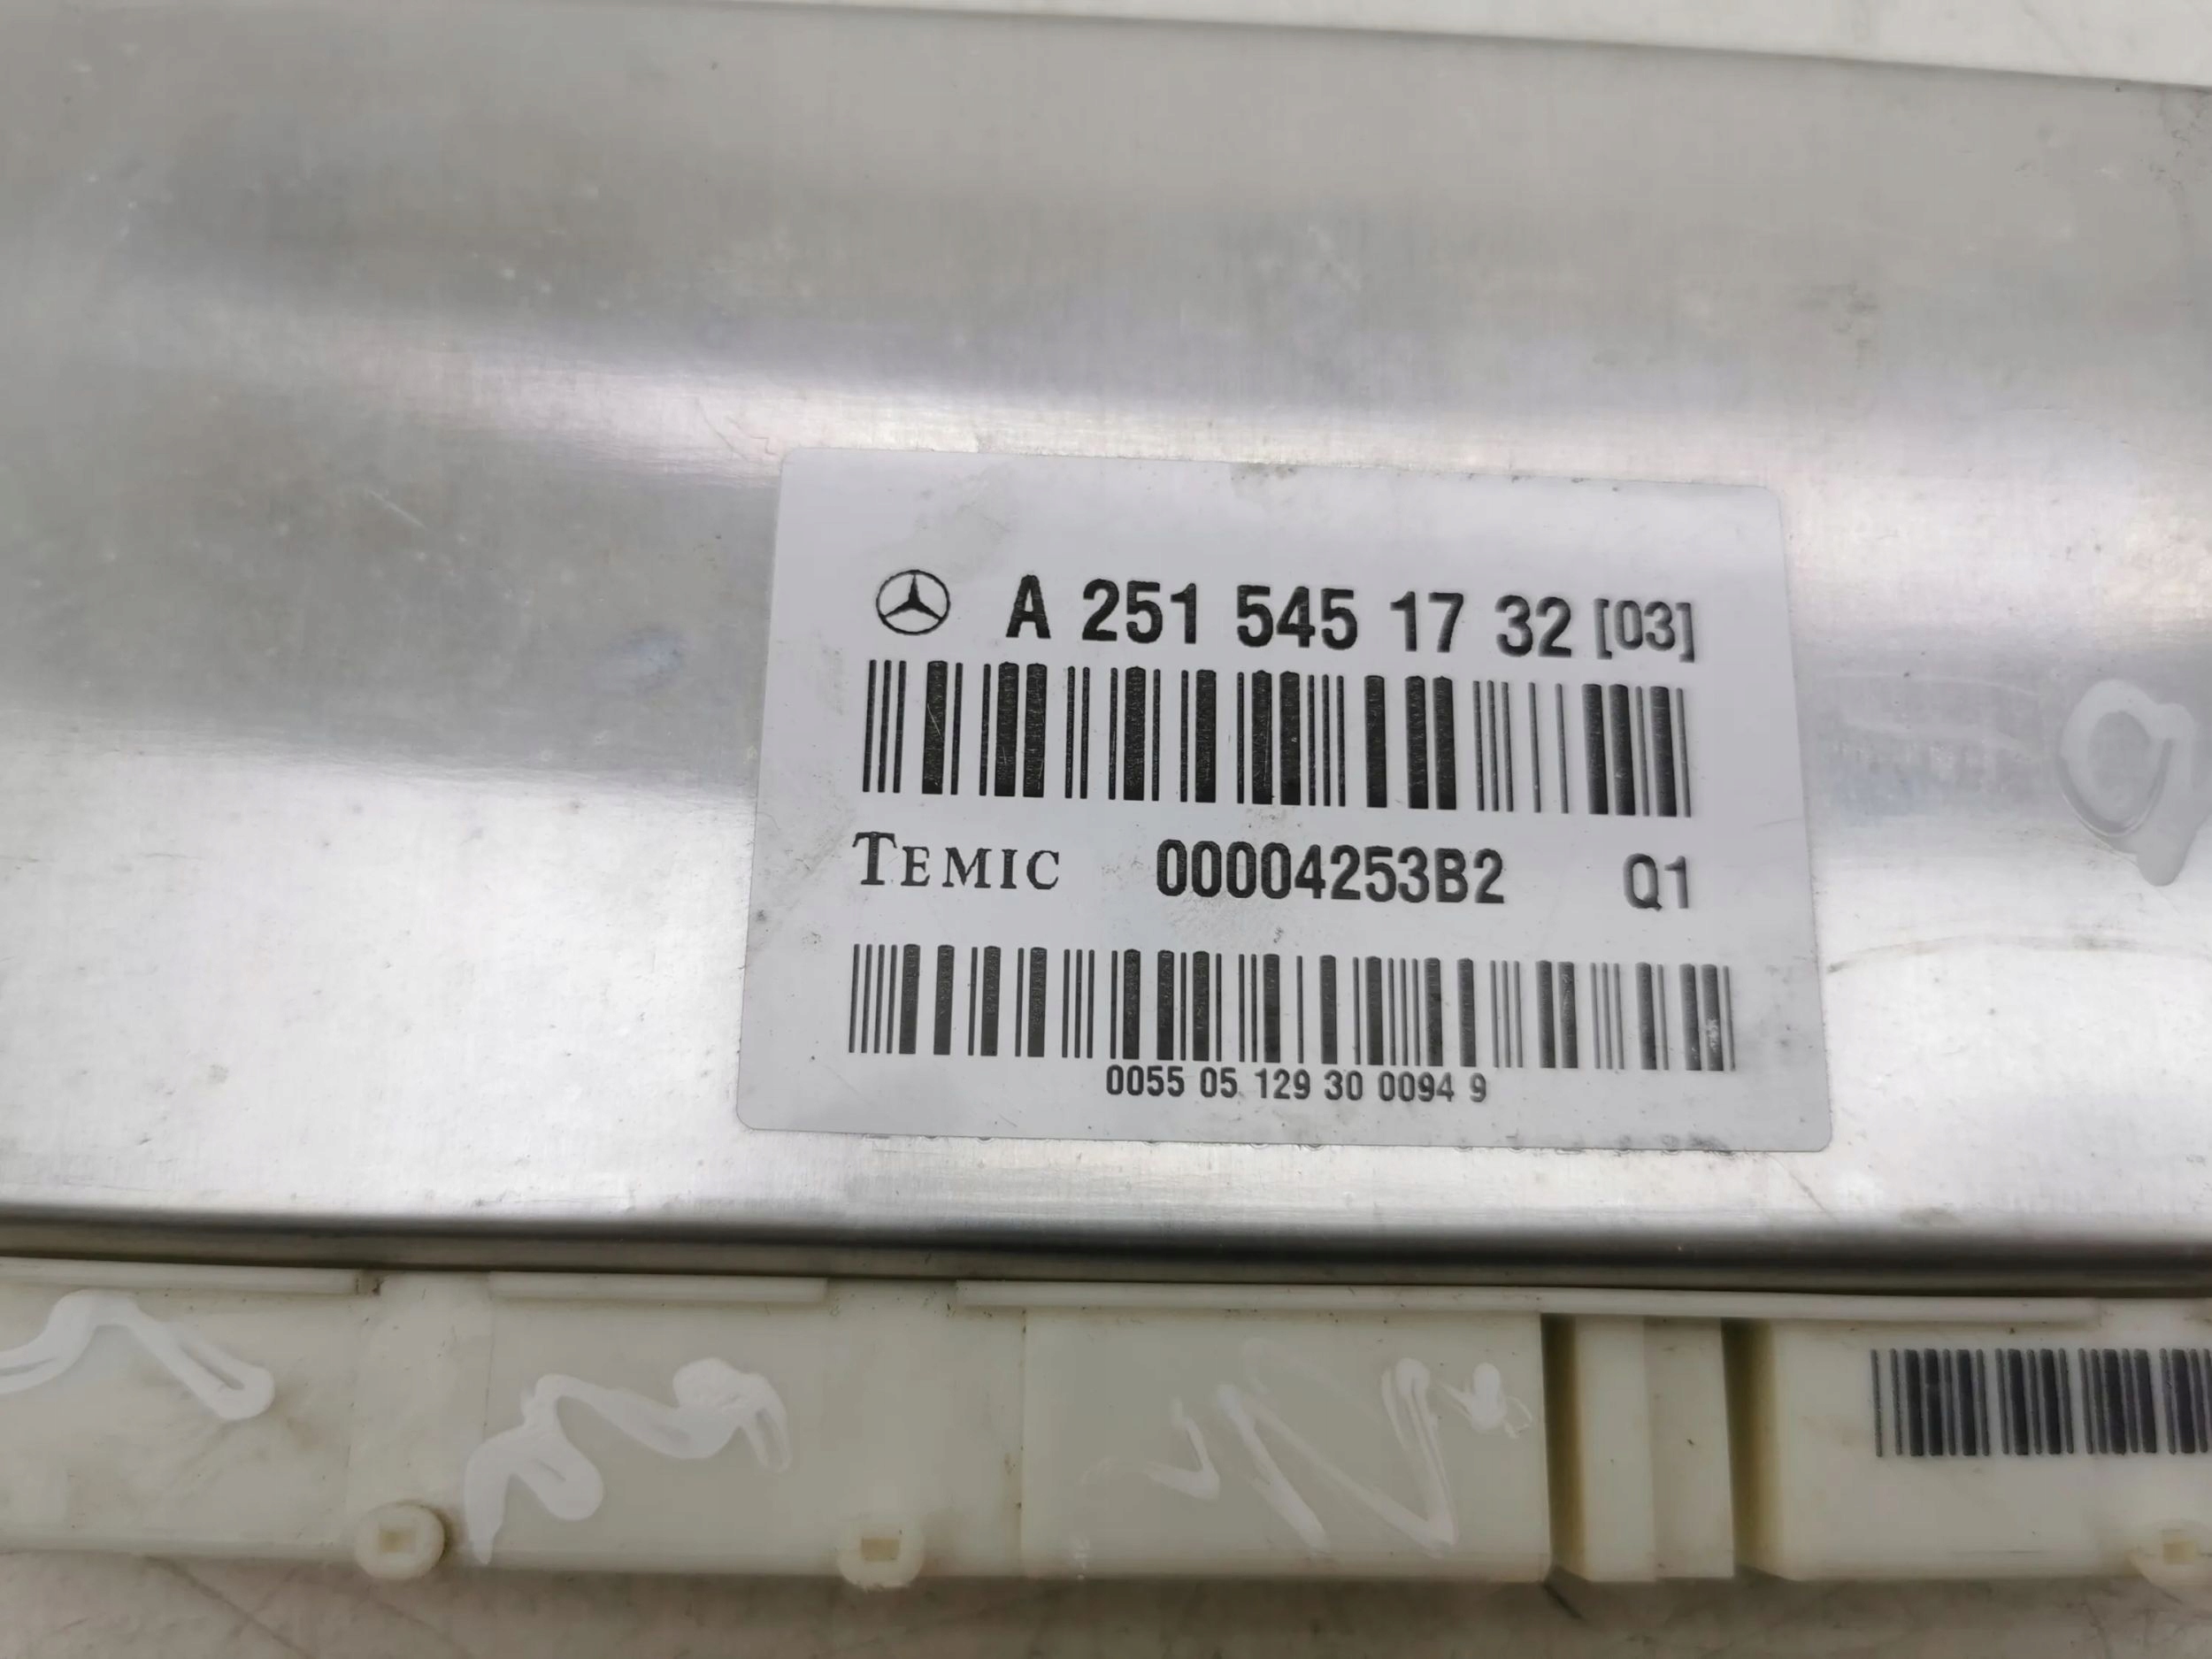 A 251 545 17 32 [03]
TEMIC 00004253B2 Q1
0055 05 129 30 0094 9